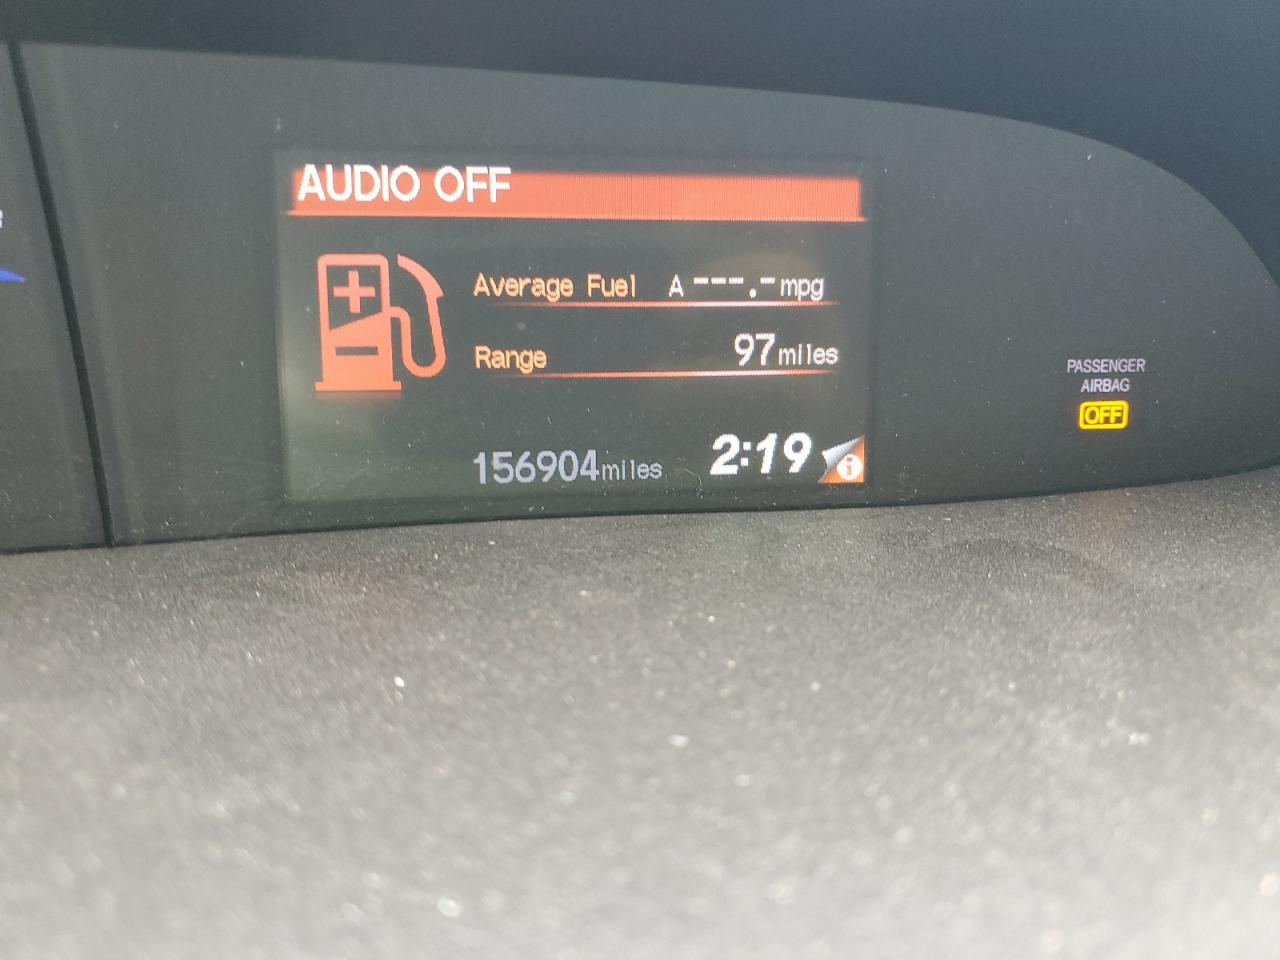 AUDIO OFF
Average Fuel A ---.- mpg
Range 97 miles
156904 miles 2:19
PASSENGER
AIRBAG
OFF